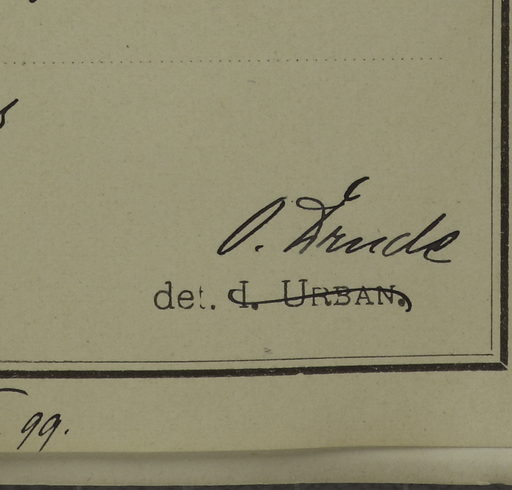 O. Drude
det. I. URBAN.
99.